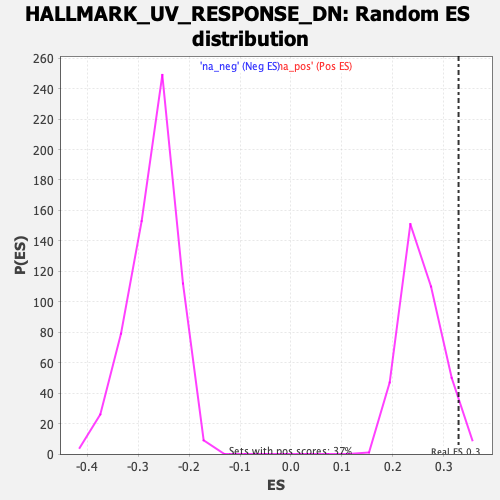 HALLMARK_UV_RESPONSE_DN: Random ES
distribution
'na_neg' (Neg ES)
na_pos' (Pos ES)
260
240
220
200
180
160
140
120
100
80
60
40
20
0
P(ES)
Sets with pos scores: 37%
Real ES 0.3
-0.4 -0.3 -0.2 -0.1 0.0 0.1 0.2 0.3
ES